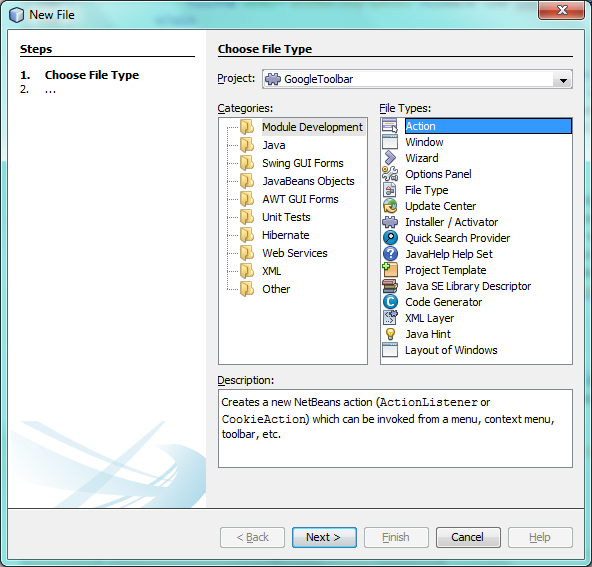 New File
Steps
1. Choose File Type
2. ...
Choose File Type
Project: GoogleToolbar
Categories:
Module Development
Java
Swing GUI Forms
JavaBeans Objects
AWT GUI Forms
Unit Tests
Hibernate
Web Services
XML
Other
File Types:
Action
Window
Wizard
Options Panel
File Type
Update Center
Installer / Activator
Quick Search Provider
JavaHelp Help Set
Project Template
Java SE Library Descriptor
Code Generator
XML Layer
Java Hint
Layout of Windows
Description:
Creates a new NetBeans action (ActionListener or
CookieAction) which can be invoked from a menu, context menu,
toolbar, etc.
< Back Next > Finish Cancel Help